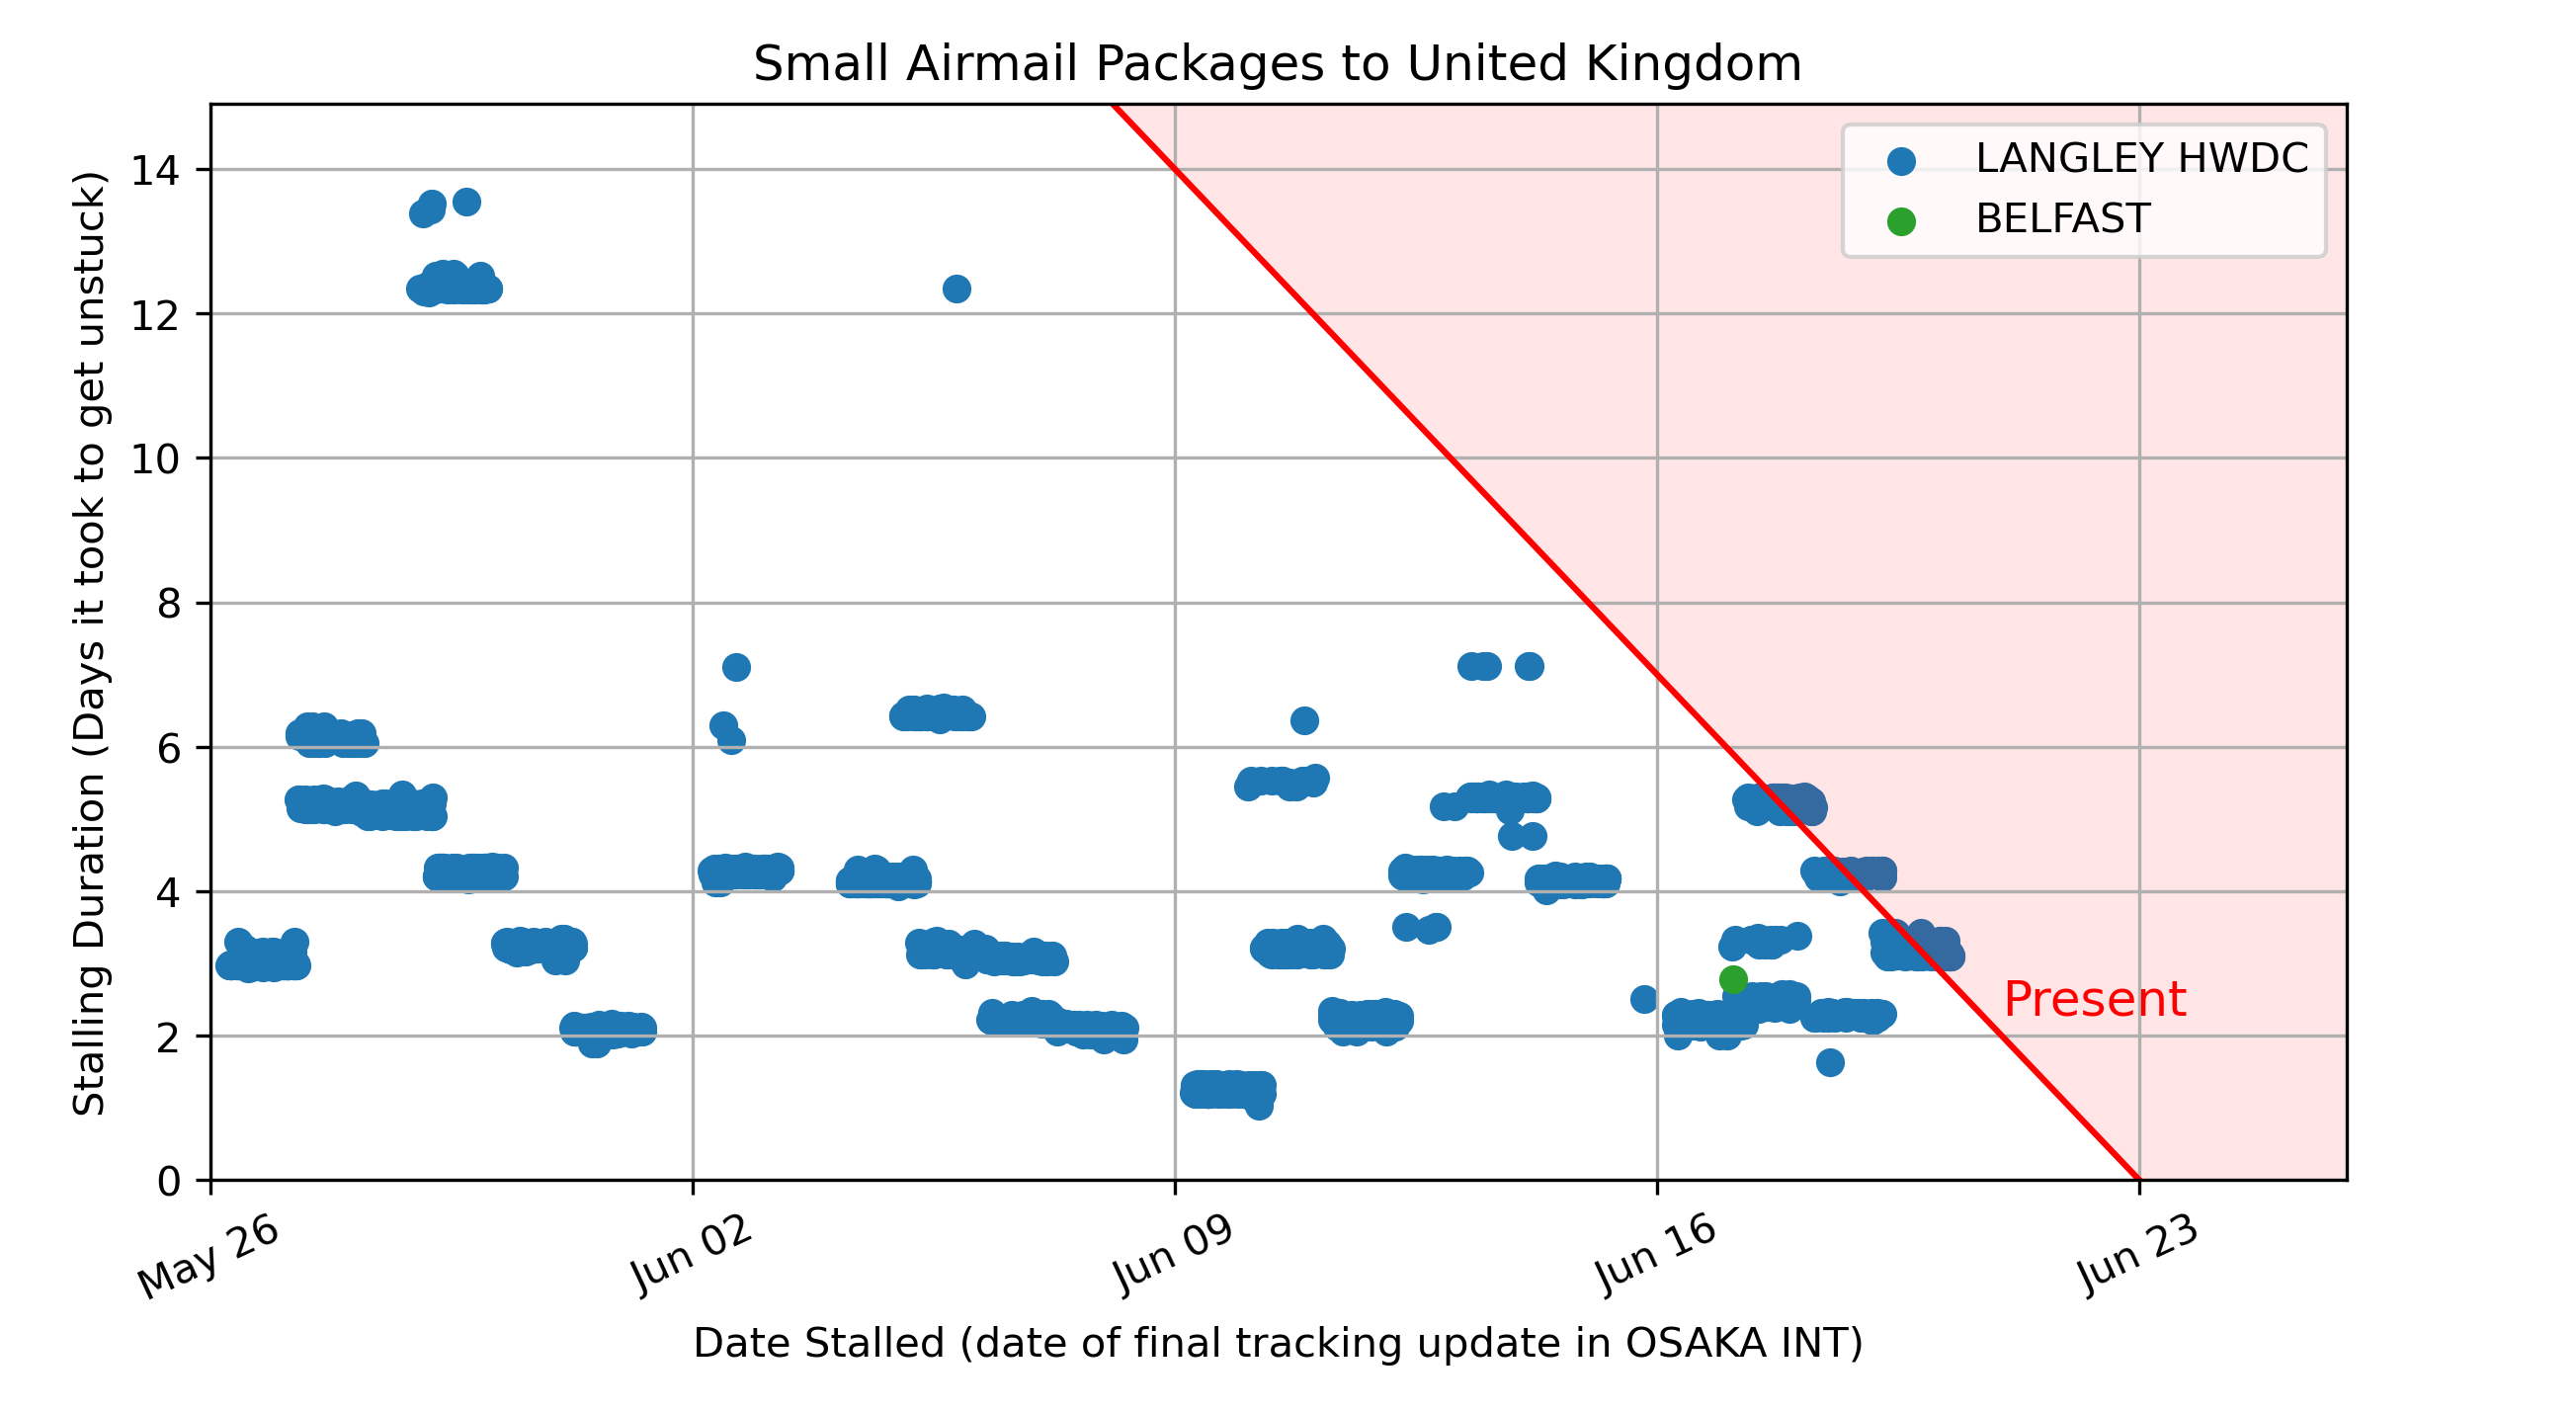 Small Airmail Packages to United Kingdom
Stalling Duration (Days it took to get unstuck)
14
12
10
8
6
4
2
0
LANGLEY HWDC
BELFAST
Present
May 26
Jun 02
Jun 09
Jun 16
Jun 23
Date Stalled (date of final tracking update in OSAKA INT)